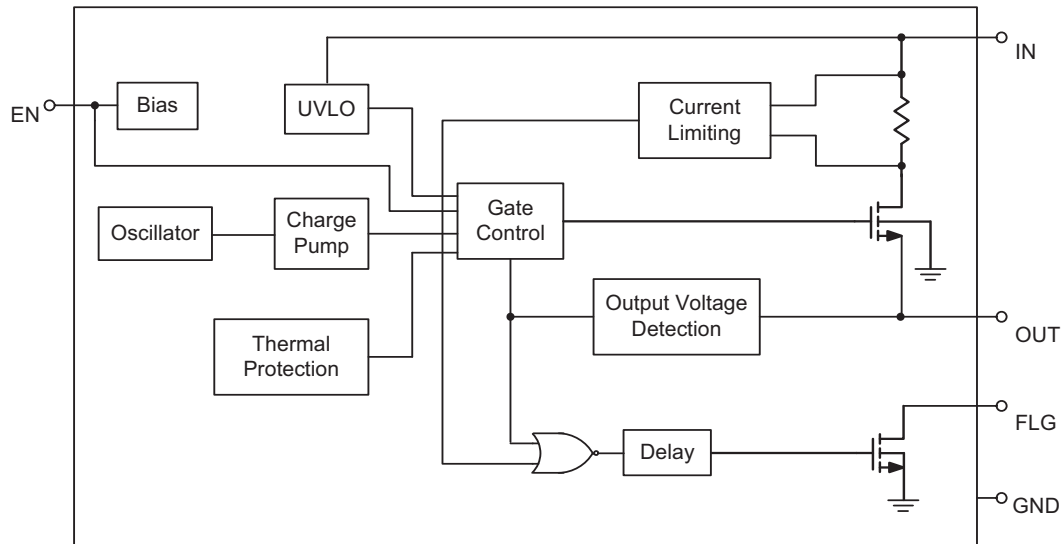 IN
EN
Bias
UVLO
Current
Limiting
Oscillator
Charge
Pump
Gate
Control
Thermal
Protection
Output Voltage
Detection
OUT
FLG
Delay
GND